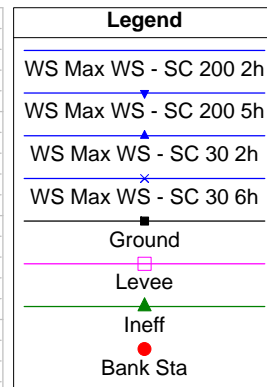 Legend
WS Max WS - SC 200 2h
WS Max WS - SC 200 5h
WS Max WS - SC 30 2h
WS Max WS - SC 30 6h
Ground
Levee
Ineff
Bank Sta